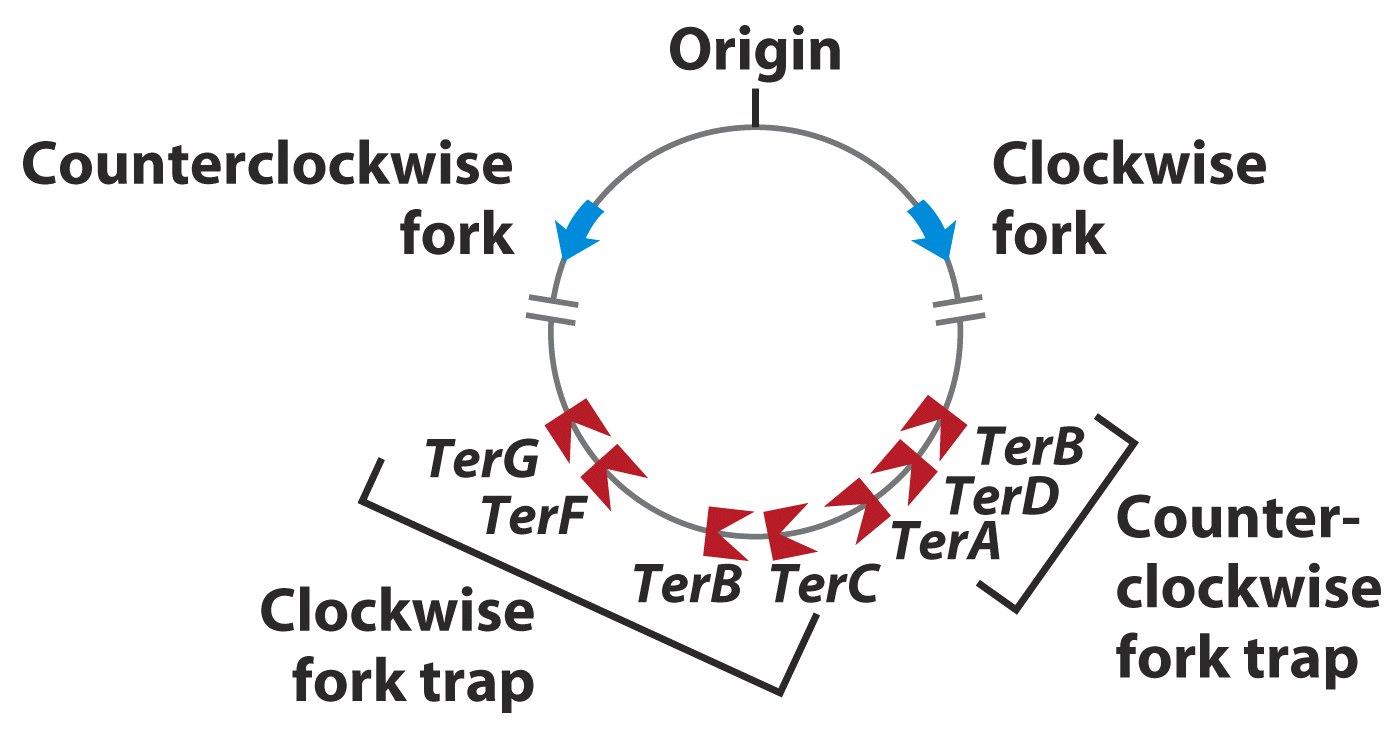 Origin
Counterclockwise
fork
Clockwise
fork
TerG
TerF
TerB
TerC
TerA
TerD
TerB
Clockwise
fork trap
Counter-
clockwise
fork trap